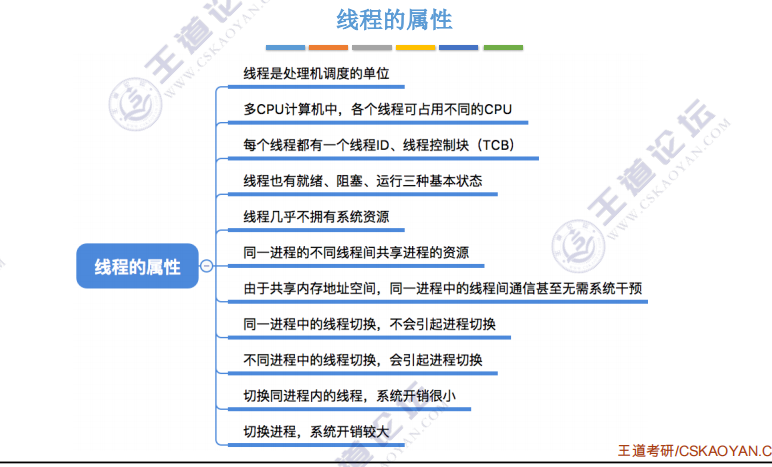 线程的属性
线程是处理机调度的单位
多CPU计算机中，各个线程可占用不同的CPU
每个线程都有一个线程ID、线程控制块（TCB）
线程也有就绪、阻塞、运行三种基本状态
线程几乎不拥有系统资源
线程的属性
同一进程的不同线程间共享进程的资源
由于共享内存地址空间，同一进程中的线程间通信甚至无需系统干预
同一进程中的线程切换，不会引起进程切换
不同进程中的线程切换，会引起进程切换
切换同进程内的线程，系统开销很小
切换进程，系统开销较大
王道考研/CSKAOYAN.C
王道论
WWW.CSKAOYAN.C
王道论坛
WWW.CSKAOYAN.COM
道论坛